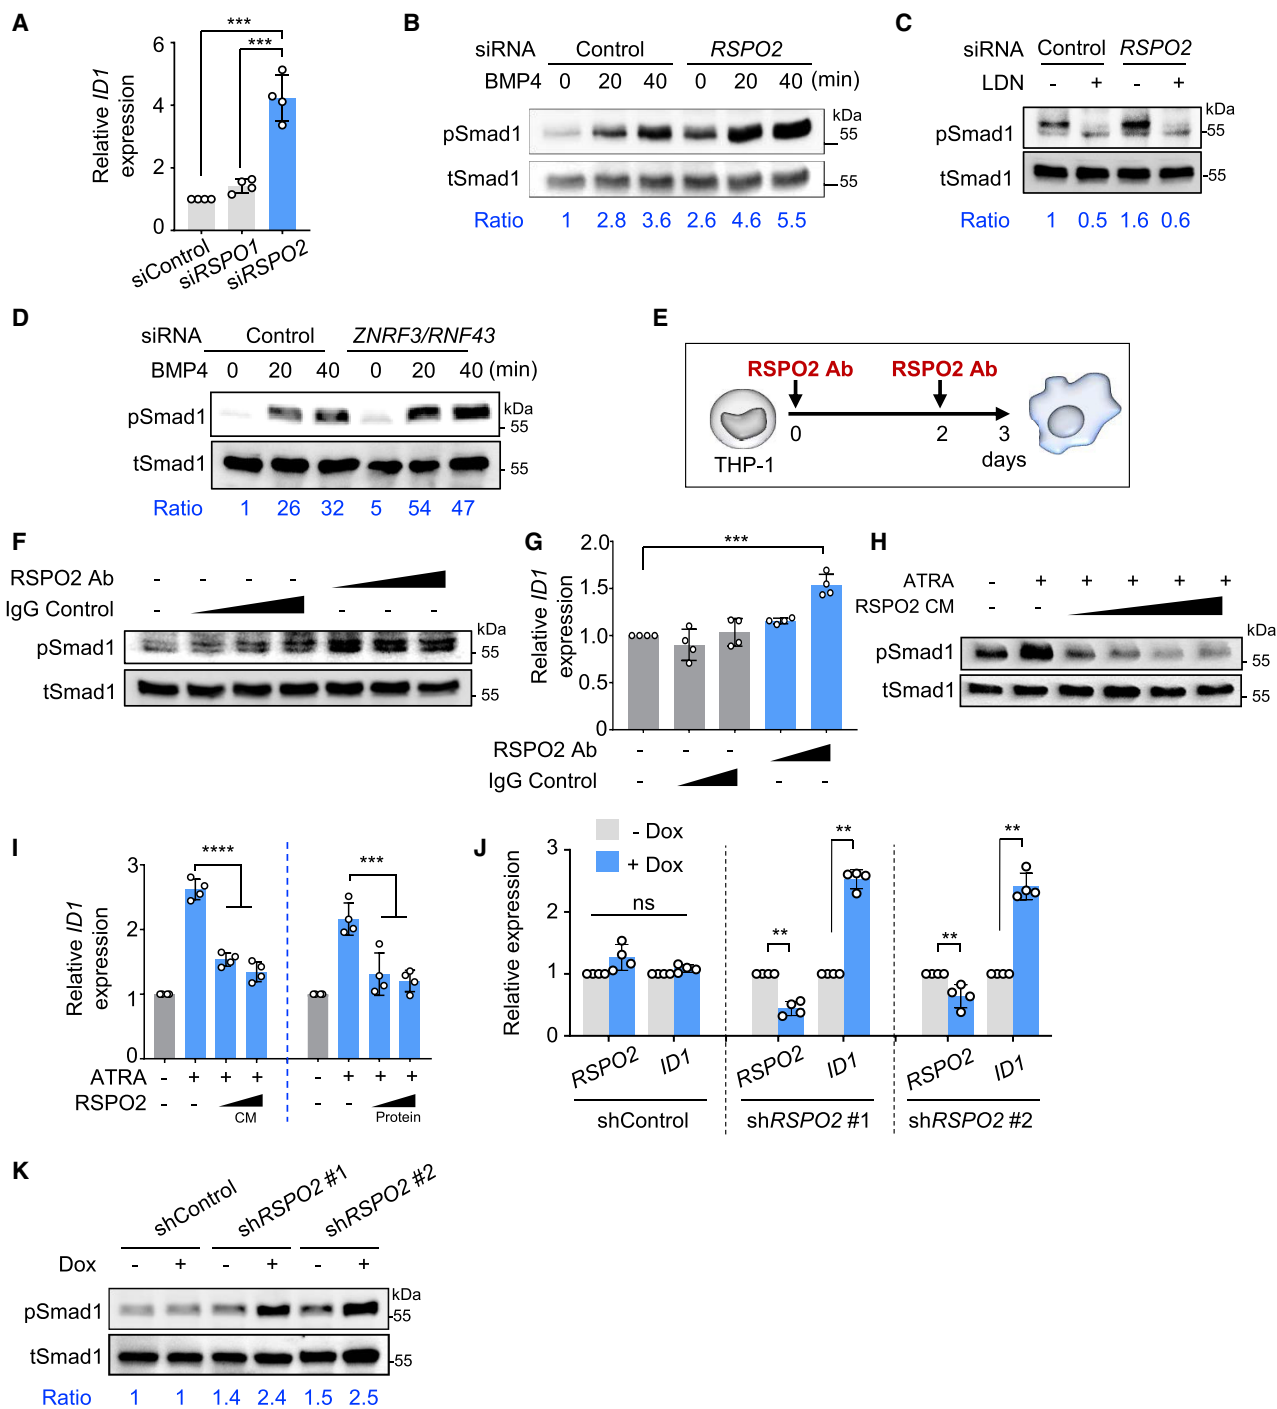 A
Relative ID1
expression
6
4
2
0
***
***
siControl
siRSPO1
siRSPO2
B
siRNA Control RSPO2
BMP4 0 20 40 0 20 40 (min)
kDa
pSmad1
55
tSmad1
55
Ratio 1 2.8 3.6 2.6 4.6 5.5
C
siRNA Control RSPO2
LDN - + - +
kDa
pSmad1
55
tSmad1
55
Ratio 1 0.5 1.6 0.6
D
siRNA Control ZNRF3/RNF43
BMP4 0 20 40 0 20 40 (min)
kDa
pSmad1
55
tSmad1
55
Ratio 1 26 32 5 54 47
E
RSPO2 Ab RSPO2 Ab
0 2 3
THP-1
days
F
RSPO2 Ab - - - -
IgG Control - - - -
kDa
pSmad1
55
tSmad1
55
G
Relative ID1
expression
2.0
1.5
1.0
0.5
0
***
RSPO2 Ab - - -
IgG Control - - -
H
ATRA - + + + + +
RSPO2 CM - -
kDa
pSmad1
55
tSmad1
55
I
Relative ID1
expression
3
2
1
0
**** ***
ATRA - + + + - + + +
RSPO2 - - - -
CM Protein
J
- Dox
+ Dox
Relative expression
3
2
1
0
ns
** **
** **
RSPO2 ID1 RSPO2 ID1 RSPO2 ID1
shControl shRSPO2 #1 shRSPO2 #2
K
shControl shRSPO2 #1 shRSPO2 #2
Dox - + - + - +
kDa
pSmad1
55
tSmad1
55
Ratio 1 1 1.4 2.4 1.5 2.5